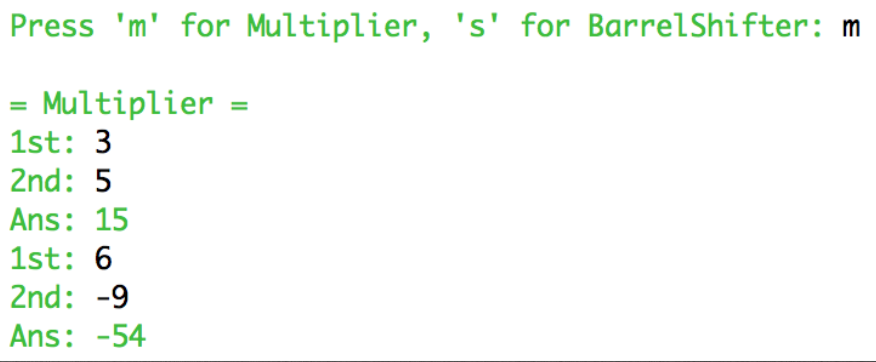 Press 'm' for Multiplier, 's' for BarrelShifter: m
= Multiplier =
1st: 3
2nd: 5
Ans: 15
1st: 6
2nd: -9
Ans: -54